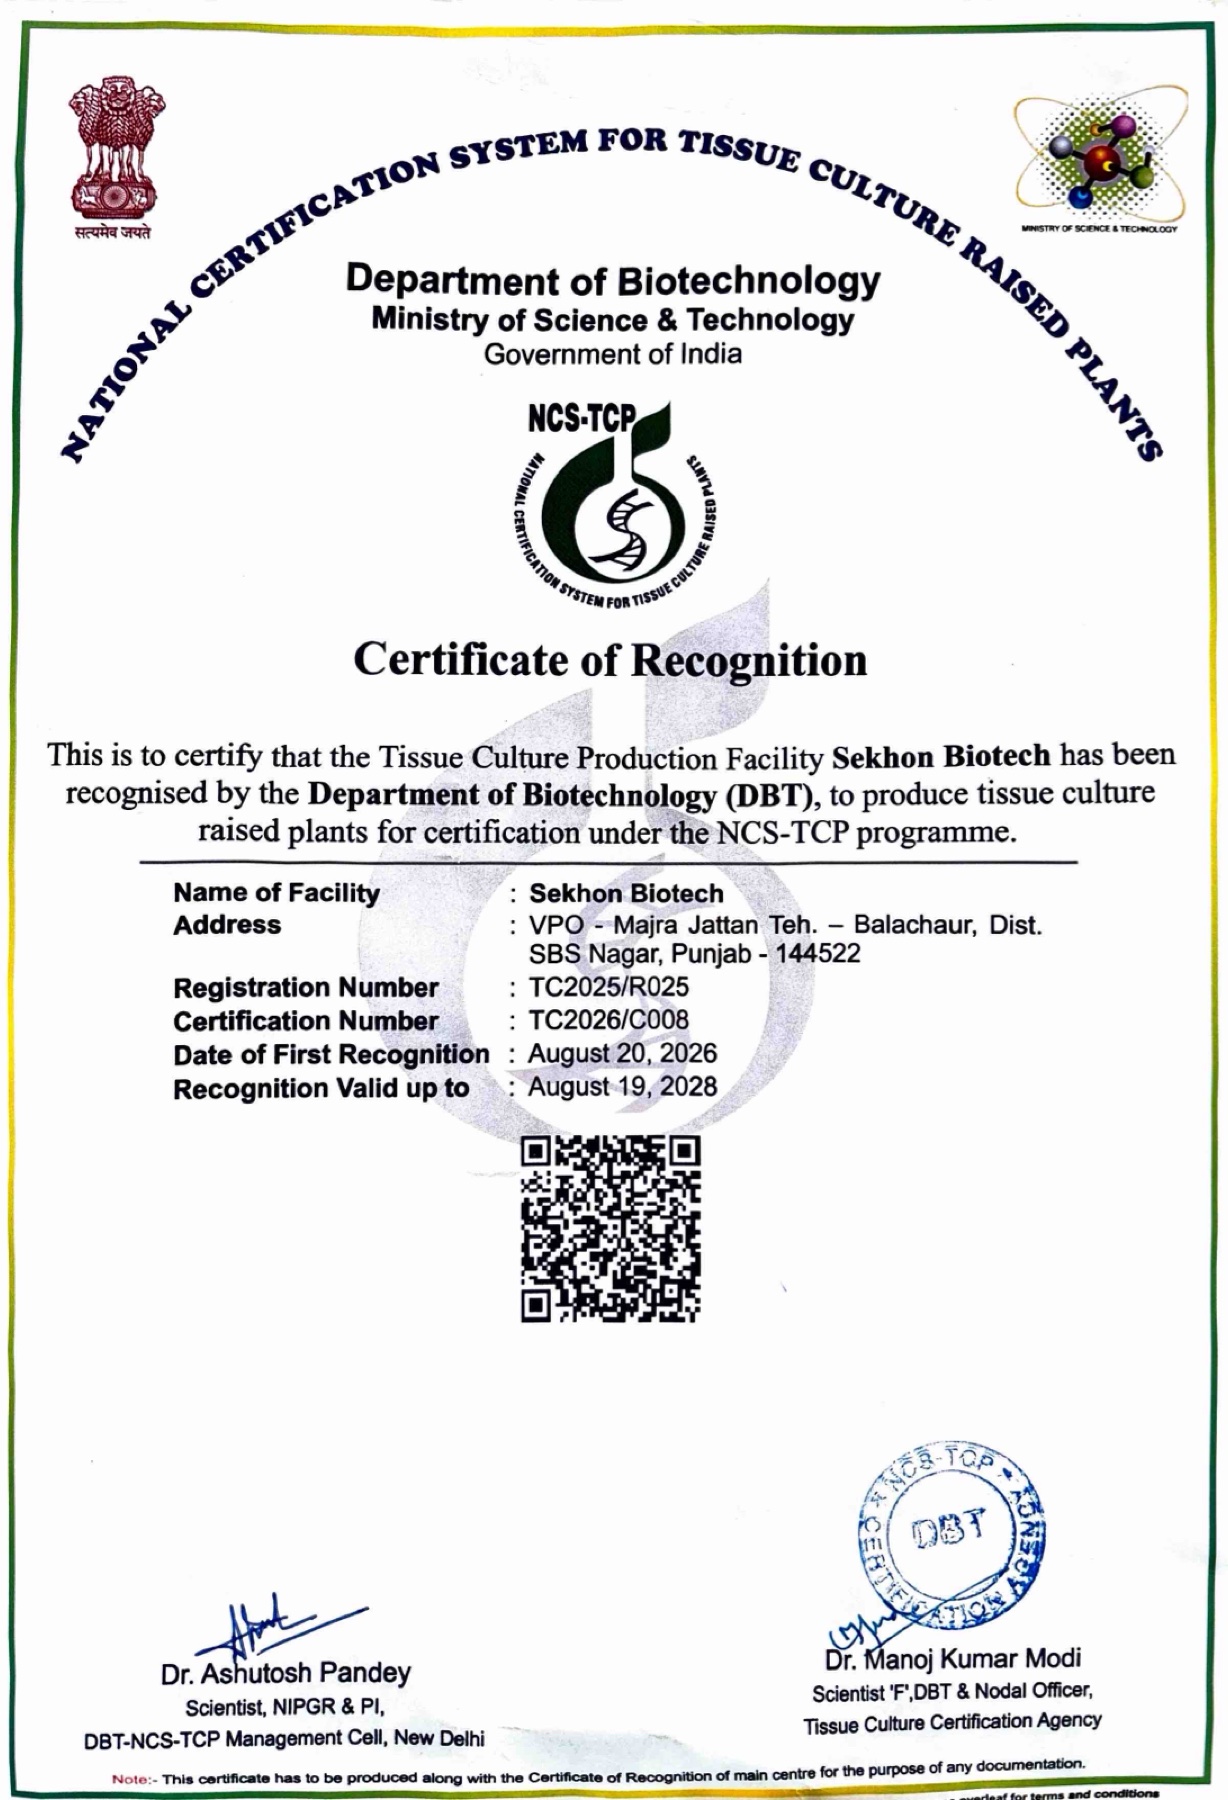 NATIONAL CERTIFICATION SYSTEM FOR TISSUE CULTURE RAISED PLANTS
सत्यमेव जयते
MINISTRY OF SCIENCE & TECHNOLOGY
Department of Biotechnology
Ministry of Science & Technology
Government of India
NCS-TCP
NATIONAL CERTIFICATION SYSTEM FOR TISSUE CULTURE RAISED PLANTS
Certificate of Recognition
This is to certify that the Tissue Culture Production Facility Sekhon Biotech has been
recognised by the Department of Biotechnology (DBT), to produce tissue culture
raised plants for certification under the NCS-TCP programme.
Name of Facility : Sekhon Biotech
Address : VPO - Majra Jattan Teh. – Balachaur, Dist.
SBS Nagar, Punjab - 144522
Registration Number : TC2025/R025
Certification Number : TC2026/C008
Date of First Recognition : August 20, 2026
Recognition Valid up to : August 19, 2028
NCS-TCP
DBT
CERTIFICATION AGENCY
Dr. Ashutosh Pandey
Scientist, NIPGR & PI,
DBT-NCS-TCP Management Cell, New Delhi
Dr. Manoj Kumar Modi
Scientist 'F',DBT & Nodal Officer,
Tissue Culture Certification Agency
Note:- This certificate has to be produced along with the Certificate of Recognition of main centre for the purpose of any documentation.
overleaf for terms and conditions